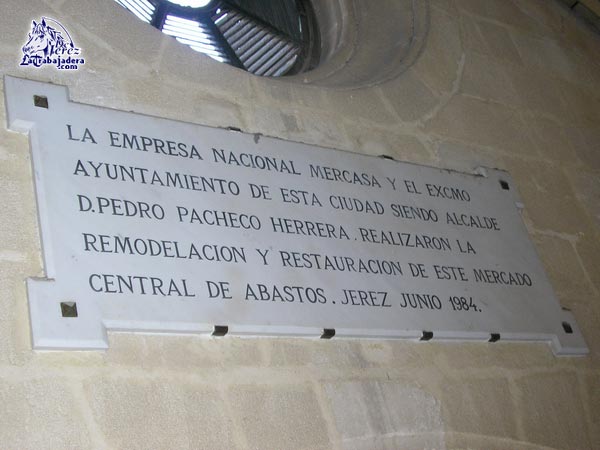 Jerez
LaTrabajadera
.com
LA EMPRESA NACIONAL MERCASA Y EL EXCMO
AYUNTAMIENTO DE ESTA CIUDAD SIENDO ALCALDE
D.PEDRO PACHECO HERRERA. REALIZARON LA
REMODELACION Y RESTAURACION DE ESTE MERCADO
CENTRAL DE ABASTOS. JEREZ JUNIO 1984.